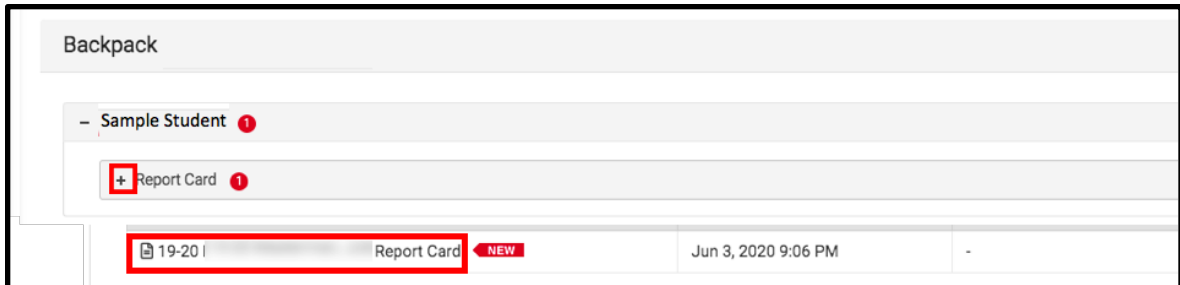 Backpack
– Sample Student 1
+ Report Card 1
19-20 Report Card NEW Jun 3, 2020 9:06 PM -